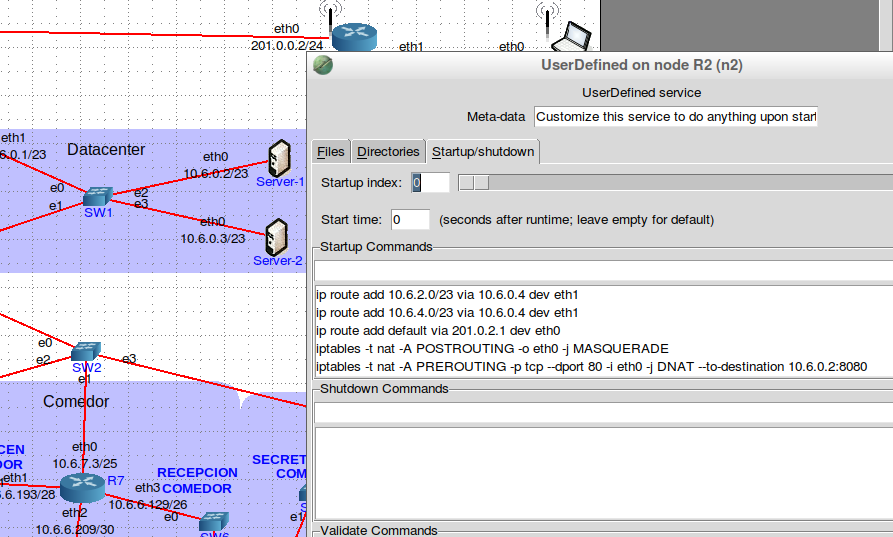 eth0
201.0.0.2/24
eth1
eth0
UserDefined on node R2 (n2)
UserDefined service
Meta-data
Customize this service to do anything upon start
Files
Directories
Startup/shutdown
Startup index:
0
Start time:
0
(seconds after runtime; leave empty for default)
Startup Commands
ip route add 10.6.2.0/23 via 10.6.0.4 dev eth1
ip route add 10.6.4.0/23 via 10.6.0.4 dev eth1
ip route add default via 201.0.2.1 dev eth0
iptables -t nat -A POSTROUTING -o eth0 -j MASQUERADE
iptables -t nat -A PREROUTING -p tcp --dport 80 -i eth0 -j DNAT --to-destination 10.6.0.2:8080
Shutdown Commands
Validate Commands
eth1
6.0.1/23
Datacenter
e0
e1
SW1
e2
e3
eth0
10.6.0.2/23
Server-1
eth0
10.6.0.3/23
Server-2
e0
e2
SW2
e3
e1
Comedor
eth0
10.6.7.3/25
CEN
DOR
eth1
.6.193/28
R7
eth3
10.6.6.129/26
eth2
10.6.6.209/30
RECEPCION
COMEDOR
e0
SW6
SECRET
COM
e1